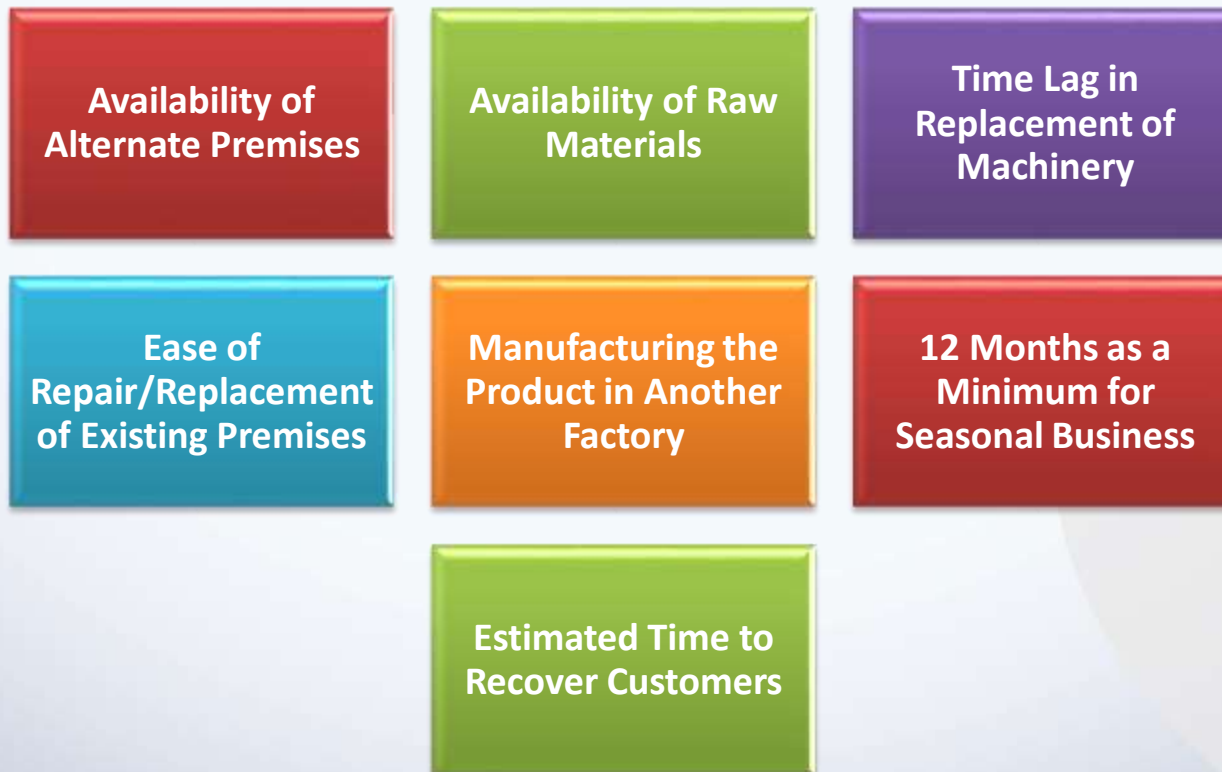 Availability of
Alternate Premises
Availability of Raw
Materials
Time Lag in
Replacement of
Machinery
Ease of
Repair/Replacement
of Existing Premises
Manufacturing the
Product in Another
Factory
12 Months as a
Minimum for
Seasonal Business
Estimated Time to
Recover Customers